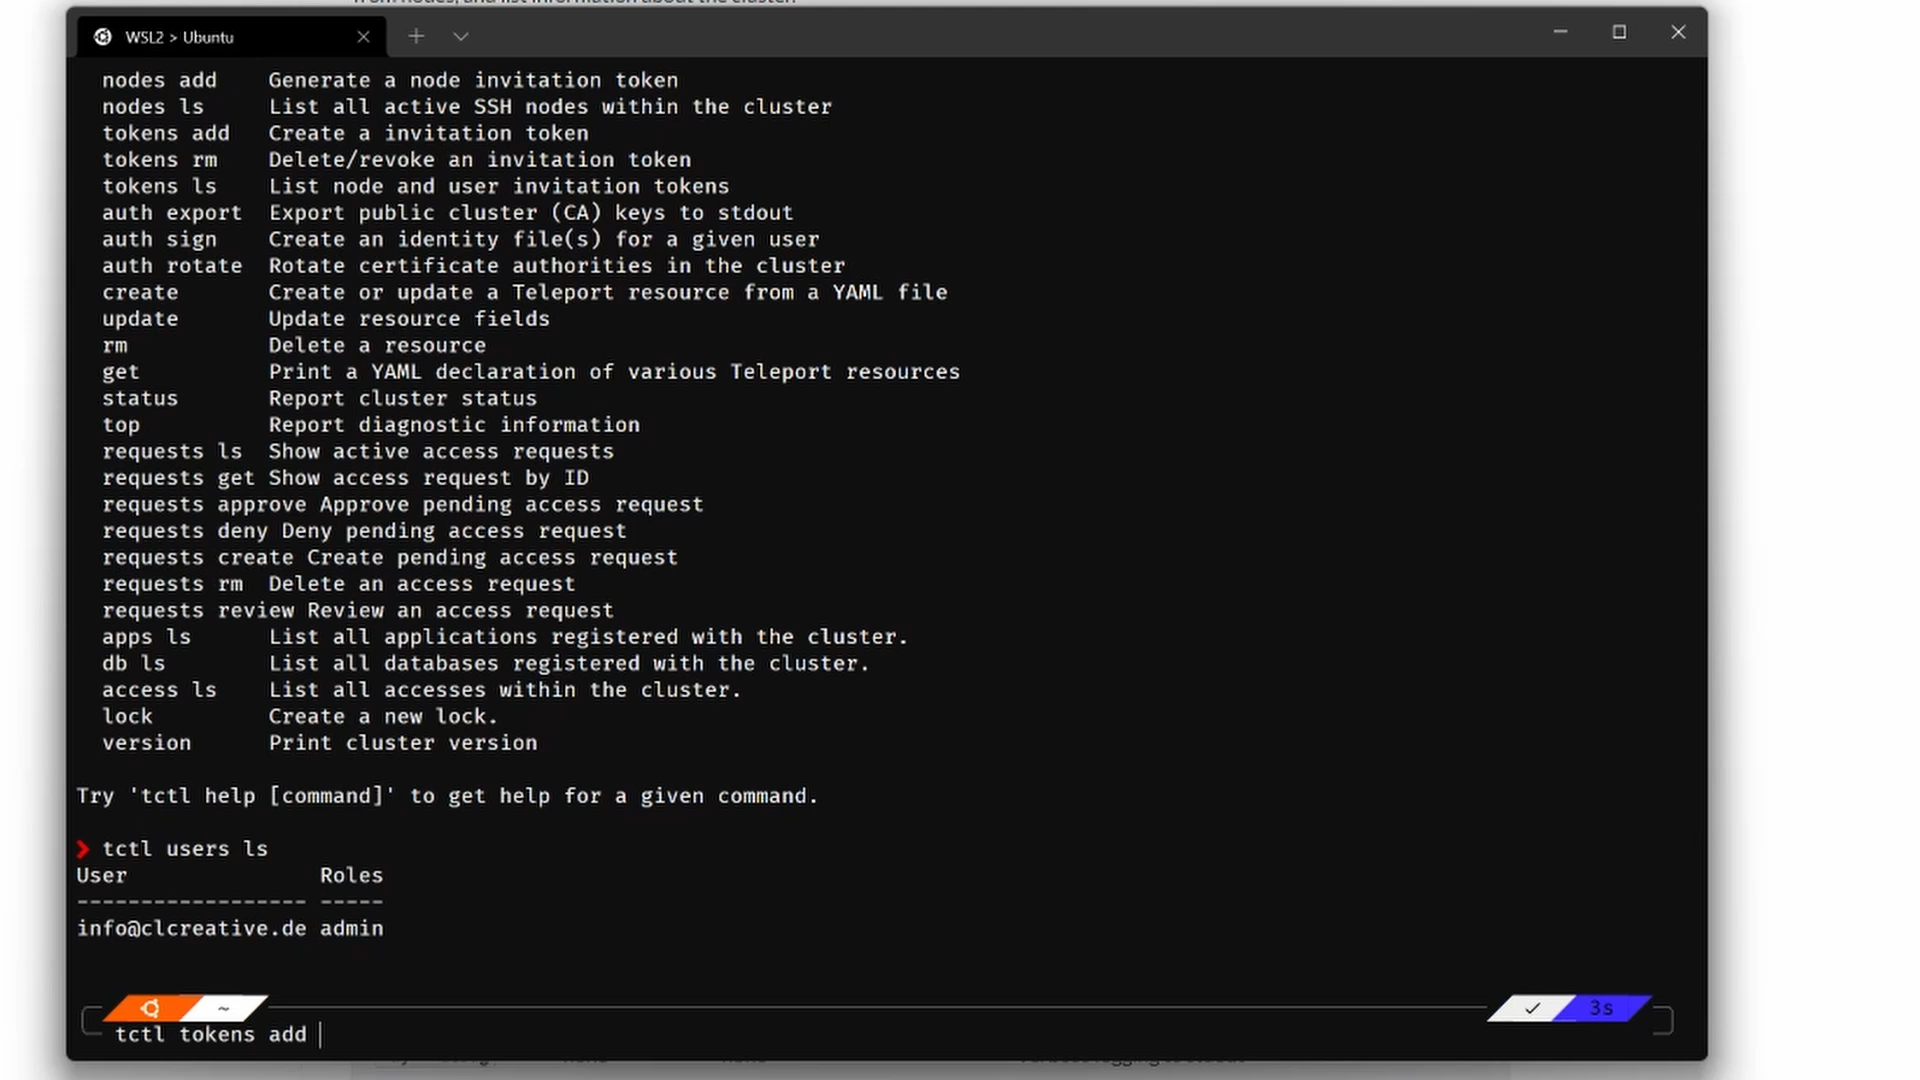 from nodes, and list information about the cluster.
WSL2 > Ubuntu
nodes add Generate a node invitation token
nodes ls List all active SSH nodes within the cluster
tokens add Create a invitation token
tokens rm Delete/revoke an invitation token
tokens ls List node and user invitation tokens
auth export Export public cluster (CA) keys to stdout
auth sign Create an identity file(s) for a given user
auth rotate Rotate certificate authorities in the cluster
create Create or update a Teleport resource from a YAML file
update Update resource fields
rm Delete a resource
get Print a YAML declaration of various Teleport resources
status Report cluster status
top Report diagnostic information
requests ls Show active access requests
requests get Show access request by ID
requests approve Approve pending access request
requests deny Deny pending access request
requests create Create pending access request
requests rm Delete an access request
requests review Review an access request
apps ls List all applications registered with the cluster.
db ls List all databases registered with the cluster.
access ls List all accesses within the cluster.
lock Create a new lock.
version Print cluster version
Try 'tctl help [command]' to get help for a given command.
❯ tctl users ls
User Roles
------------------ -----
info@clcreative.de admin
~ ✓ 3s
tctl tokens add